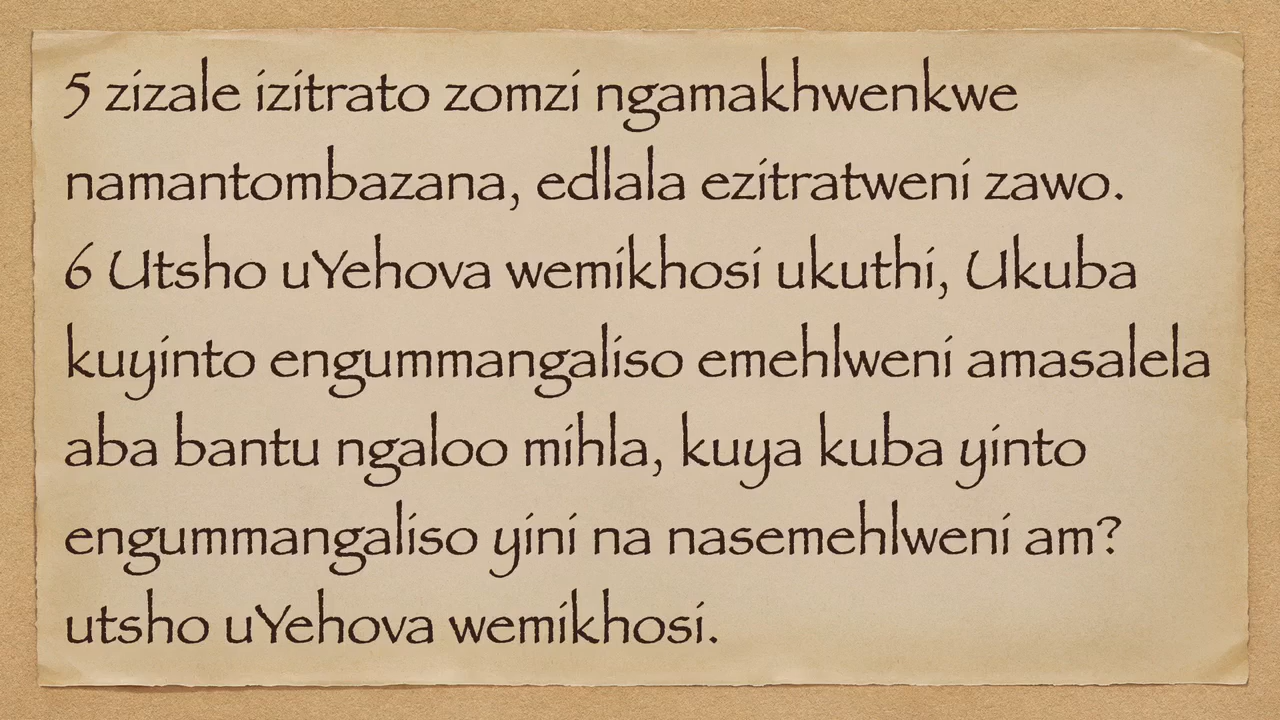 5 zizale izitrato zomzi ngamakhwenkwe
namantombazana, edlala ezitratweni zawo.
6 Utsho uYehova wemikhosi ukuthi, Ukuba
kuyinto engummangaliso emehlweni amasalela
aba bantu ngaloo mihla, kuya kuba yinto
engummangaliso yini na nasemehlweni am?
utsho uYehova wemikhosi.